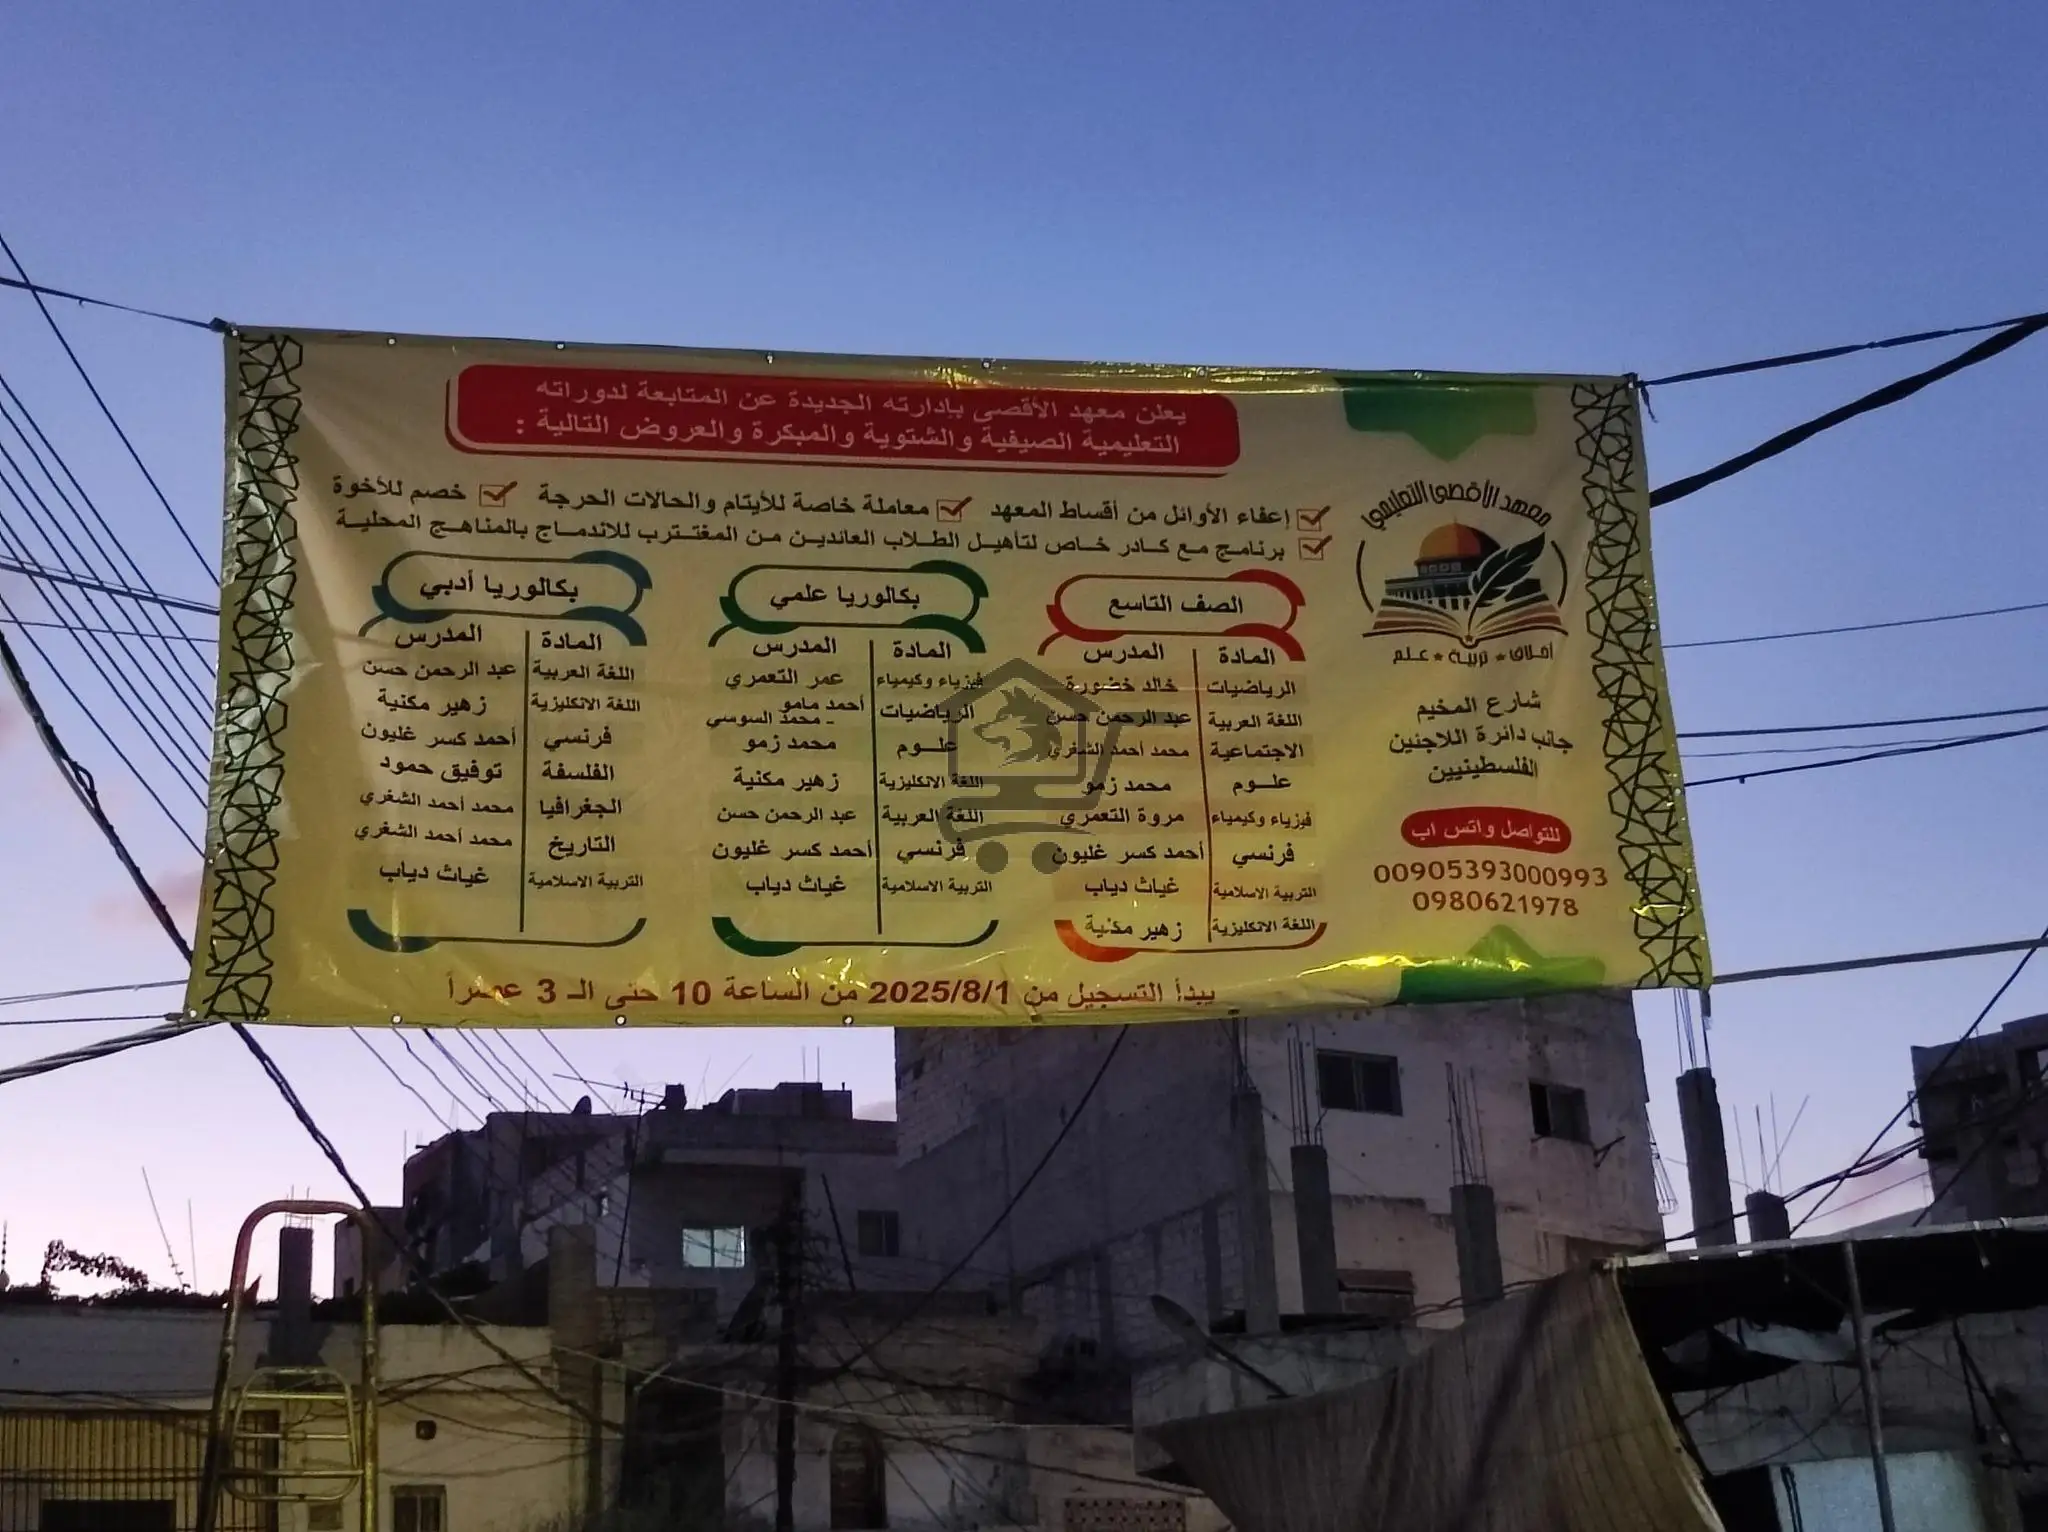 يعلن معهد الأقصى بإدارته الجديدة عن المتابعة لدوراته
التعليمية الصيفية والشتوية والمبكرة والعروض التالية :
إعفاء الأوائل من أقساط المعهد معاملة خاصة للأيتام والحالات الحرجة خصم للأخوة
برنامج مع كادر خاص لتأهيل الطلاب العائدين من المغترب للاندماج بالمناهج المحلية
معهد الأقصى التعليمي
أخلاق ★ تربية ★ علم
شارع المخيم
جانب دائرة اللاجئين
الفلسطينيين
للتواصل واتس اب
00905393000993
0980621978
الصف التاسع
المادة المدرس
الرياضيات خالد خضورة
اللغة العربية عبد الرحمن حسن
الاجتماعية محمد أحمد الشغري
علوم محمد زمو
فيزياء وكيمياء مروة التعمري
فرنسي أحمد كسر غليون
التربية الاسلامية غياث دياب
اللغة الانكليزية زهير مكنية
بكالوريا علمي
المادة المدرس
فيزياء وكيمياء عمر التعمري
الرياضيات أحمد مامو
- محمد السوسي
علوم محمد زمو
اللغة الانكليزية زهير مكنية
اللغة العربية عبد الرحمن حسن
فرنسي أحمد كسر غليون
التربية الاسلامية غياث دياب
بكالوريا أدبي
المادة المدرس
اللغة العربية عبد الرحمن حسن
اللغة الانكليزية زهير مكنية
فرنسي أحمد كسر غليون
الفلسفة توفيق حمود
الجغرافيا محمد أحمد الشغري
التاريخ محمد أحمد الشغري
التربية الاسلامية غياث دياب
يبدأ التسجيل من 2025/8/1 من الساعة 10 حتى الـ 3 عصراً